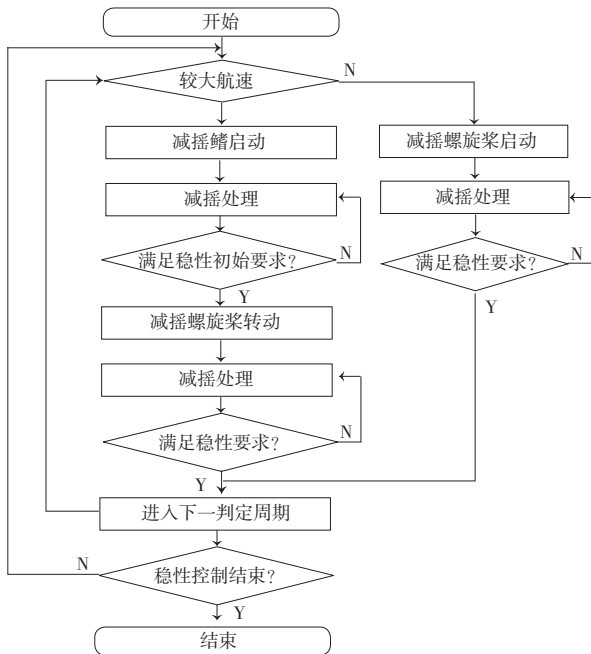 开始
较大航速
N
减摇鳍启动
减摇螺旋桨启动
减摇处理
减摇处理
满足稳性初始要求?
N
满足稳性要求?
N
Y
Y
减摇螺旋桨转动
减摇处理
满足稳性要求?
N
Y
进入下一判定周期
N
稳性控制结束?
Y
结束